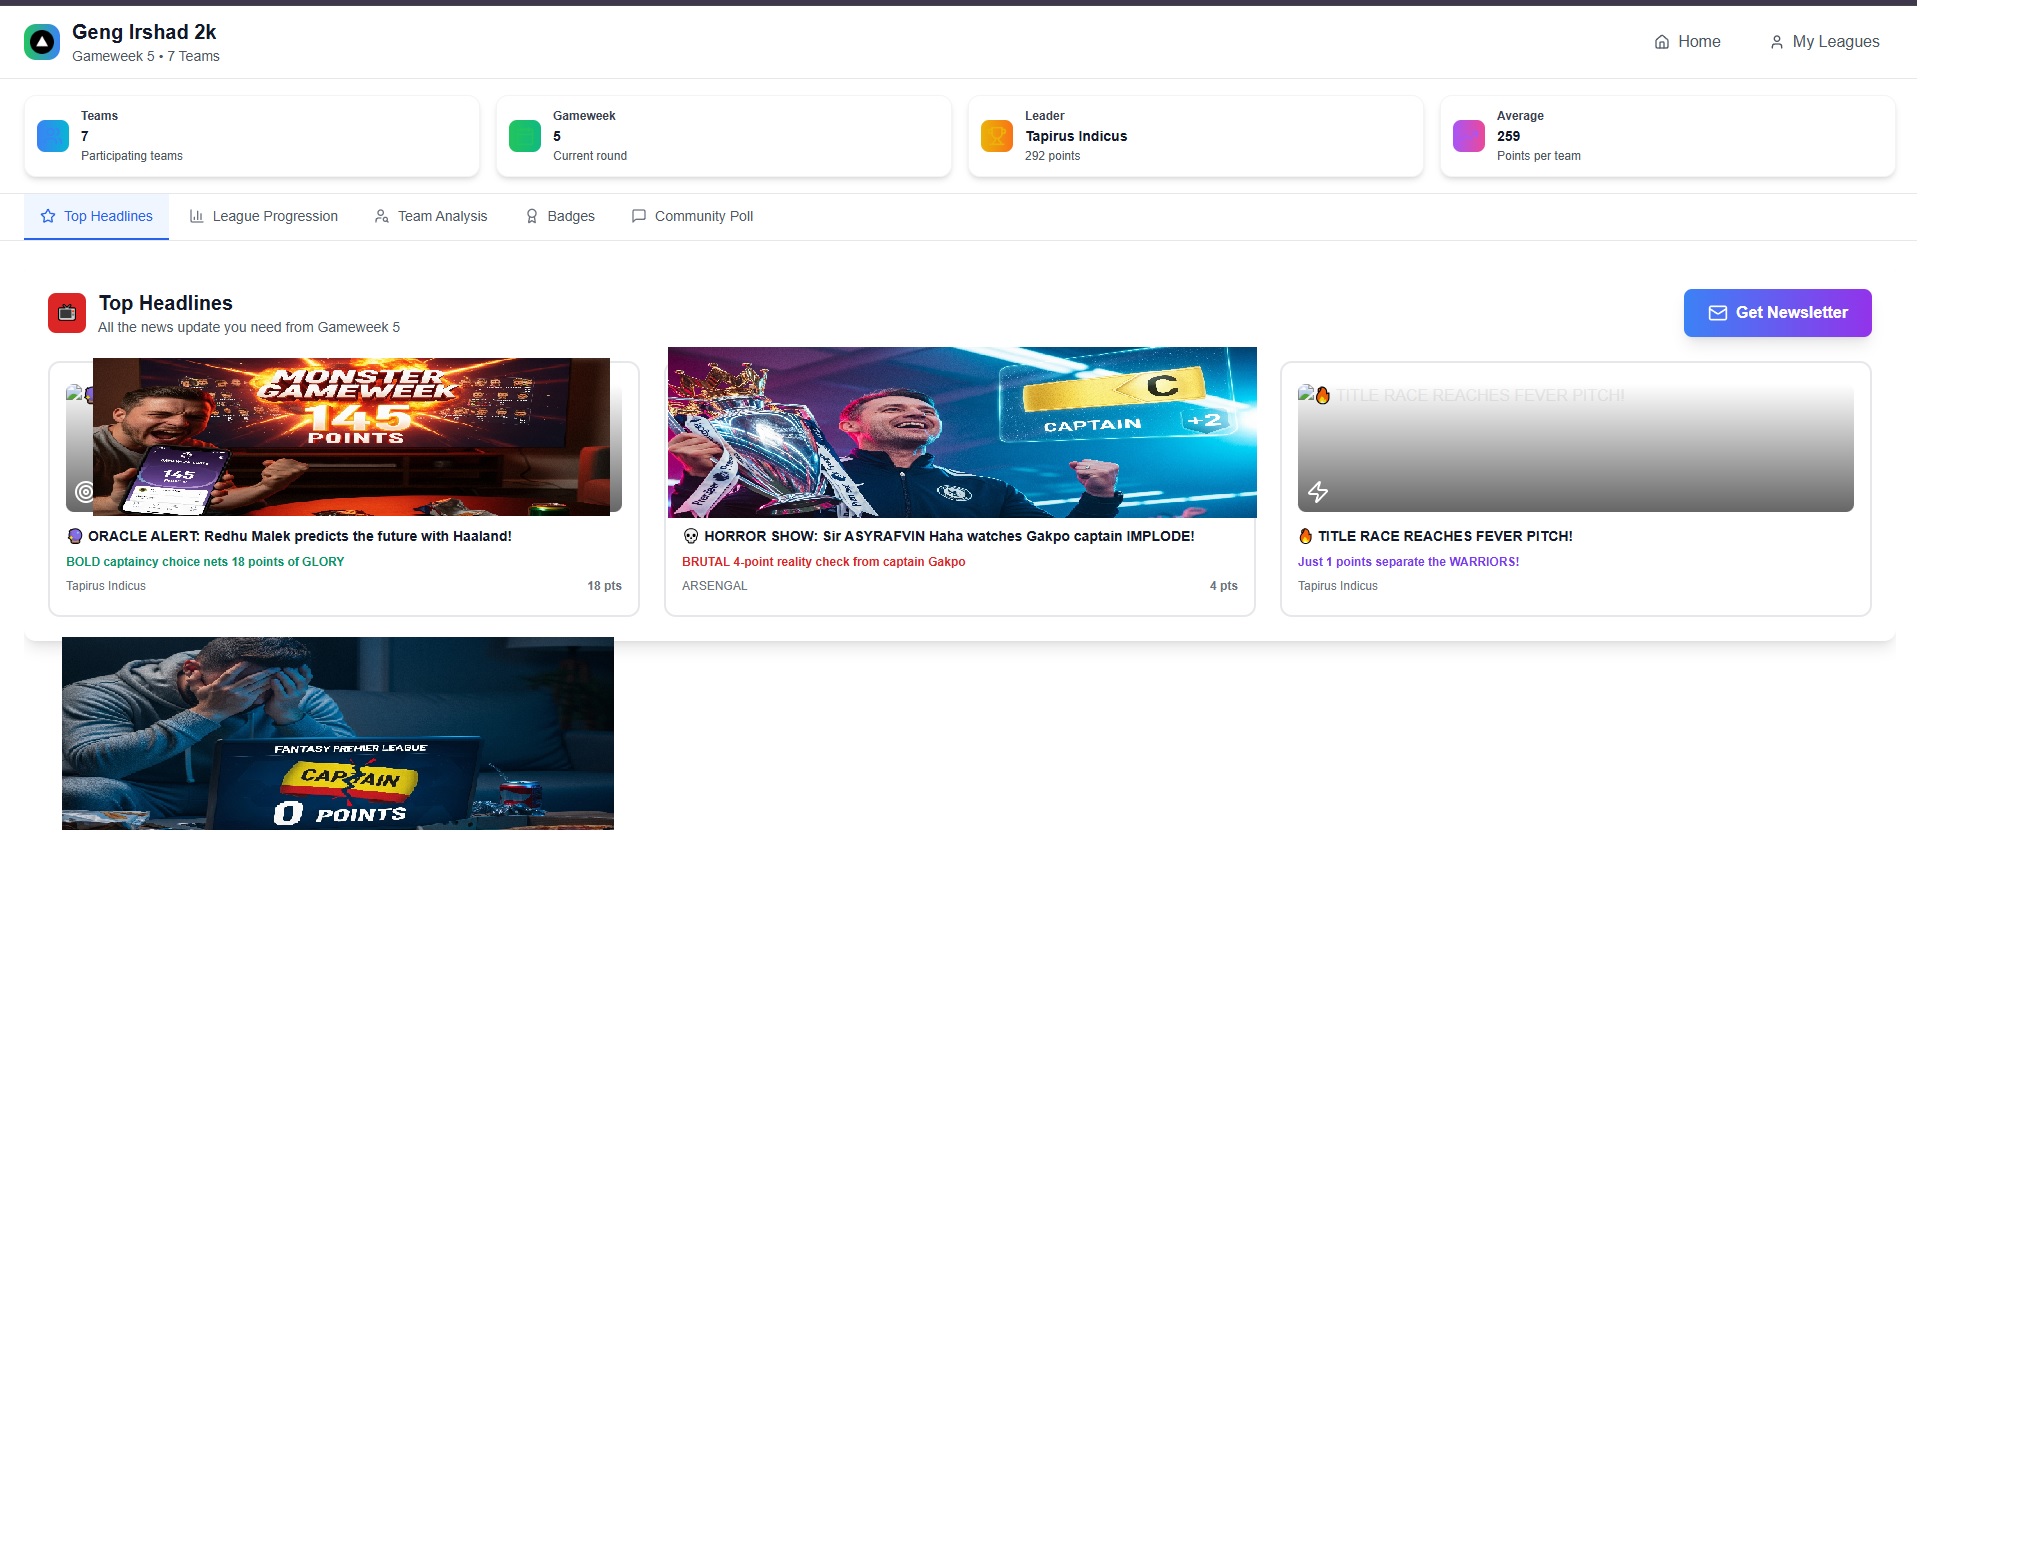 Geng Irshad 2k
Gameweek 5 • 7 Teams
Home
My Leagues
Teams
7
Participating teams
Gameweek
5
Current round
Leader
Tapirus Indicus
292 points
Average
259
Points per team
Top Headlines
League Progression
Team Analysis
Badges
Community Poll
Top Headlines
All the news update you need from Gameweek 5
Get Newsletter
MONSTER
GAMEWEEK
145
POINTS
145
🔮 ORACLE ALERT: Redhu Malek predicts the future with Haaland!
BOLD captaincy choice nets 18 points of GLORY
Tapirus Indicus
18 pts
C
CAPTAIN
+2
💀 HORROR SHOW: Sir ASYRAFVIN Haha watches Gakpo captain IMPLODE!
BRUTAL 4-point reality check from captain Gakpo
ARSENGAL
4 pts
🔥 TITLE RACE REACHES FEVER PITCH!
🔥 TITLE RACE REACHES FEVER PITCH!
Just 1 points separate the WARRIORS!
Tapirus Indicus
FANTASY PREMIER LEAGUE
CAPTAIN
0 POINTS